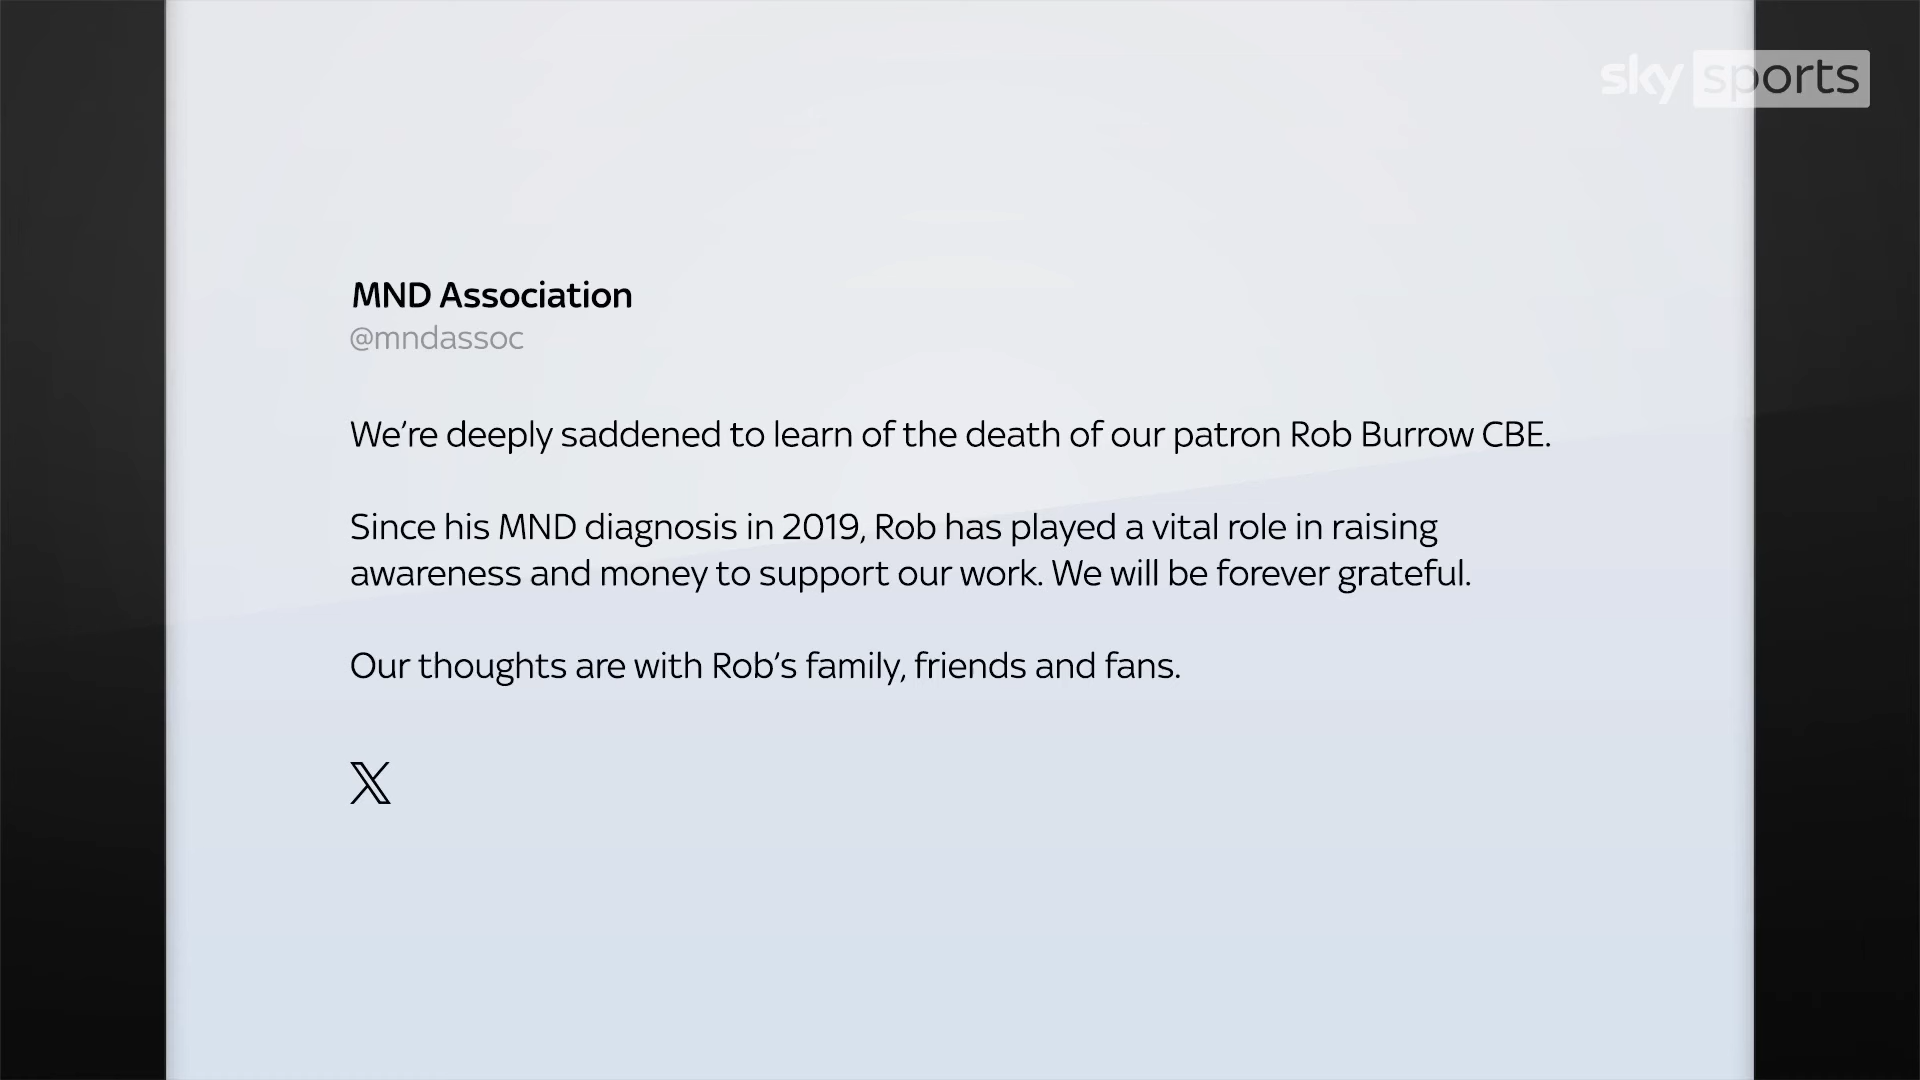 sky sports
MND Association
@mndassoc
We’re deeply saddened to learn of the death of our patron Rob Burrow CBE.
Since his MND diagnosis in 2019, Rob has played a vital role in raising
awareness and money to support our work. We will be forever grateful.
Our thoughts are with Rob’s family, friends and fans.
X